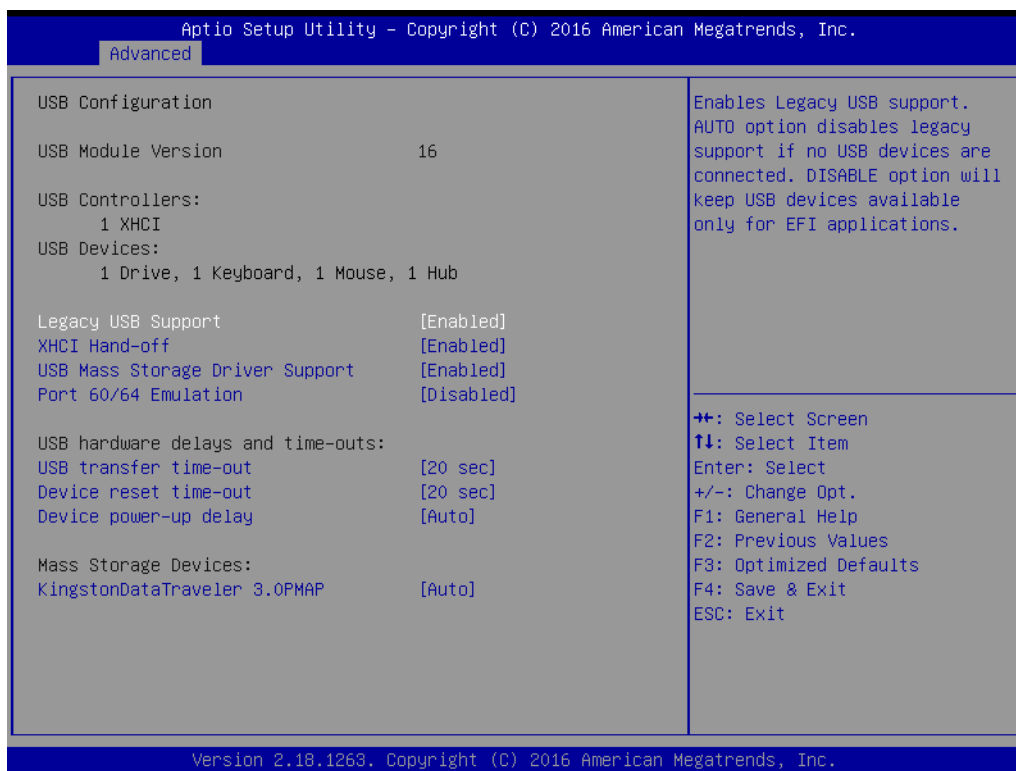 Aptio Setup Utility – Copyright (C) 2016 American Megatrends, Inc.
Advanced
USB Configuration
USB Module Version 16
USB Controllers:
1 XHCI
USB Devices:
1 Drive, 1 Keyboard, 1 Mouse, 1 Hub
Legacy USB Support [Enabled]
XHCI Hand-off [Enabled]
USB Mass Storage Driver Support [Enabled]
Port 60/64 Emulation [Disabled]
USB hardware delays and time-outs:
USB transfer time-out [20 sec]
Device reset time-out [20 sec]
Device power-up delay [Auto]
Mass Storage Devices:
KingstonDataTraveler 3.0PMAP [Auto]
Enables Legacy USB support.
AUTO option disables legacy
support if no USB devices are
connected. DISABLE option will
keep USB devices available
only for EFI applications.
→←: Select Screen
↑↓: Select Item
Enter: Select
+/-: Change Opt.
F1: General Help
F2: Previous Values
F3: Optimized Defaults
F4: Save & Exit
ESC: Exit
Version 2.18.1263. Copyright (C) 2016 American Megatrends, Inc.